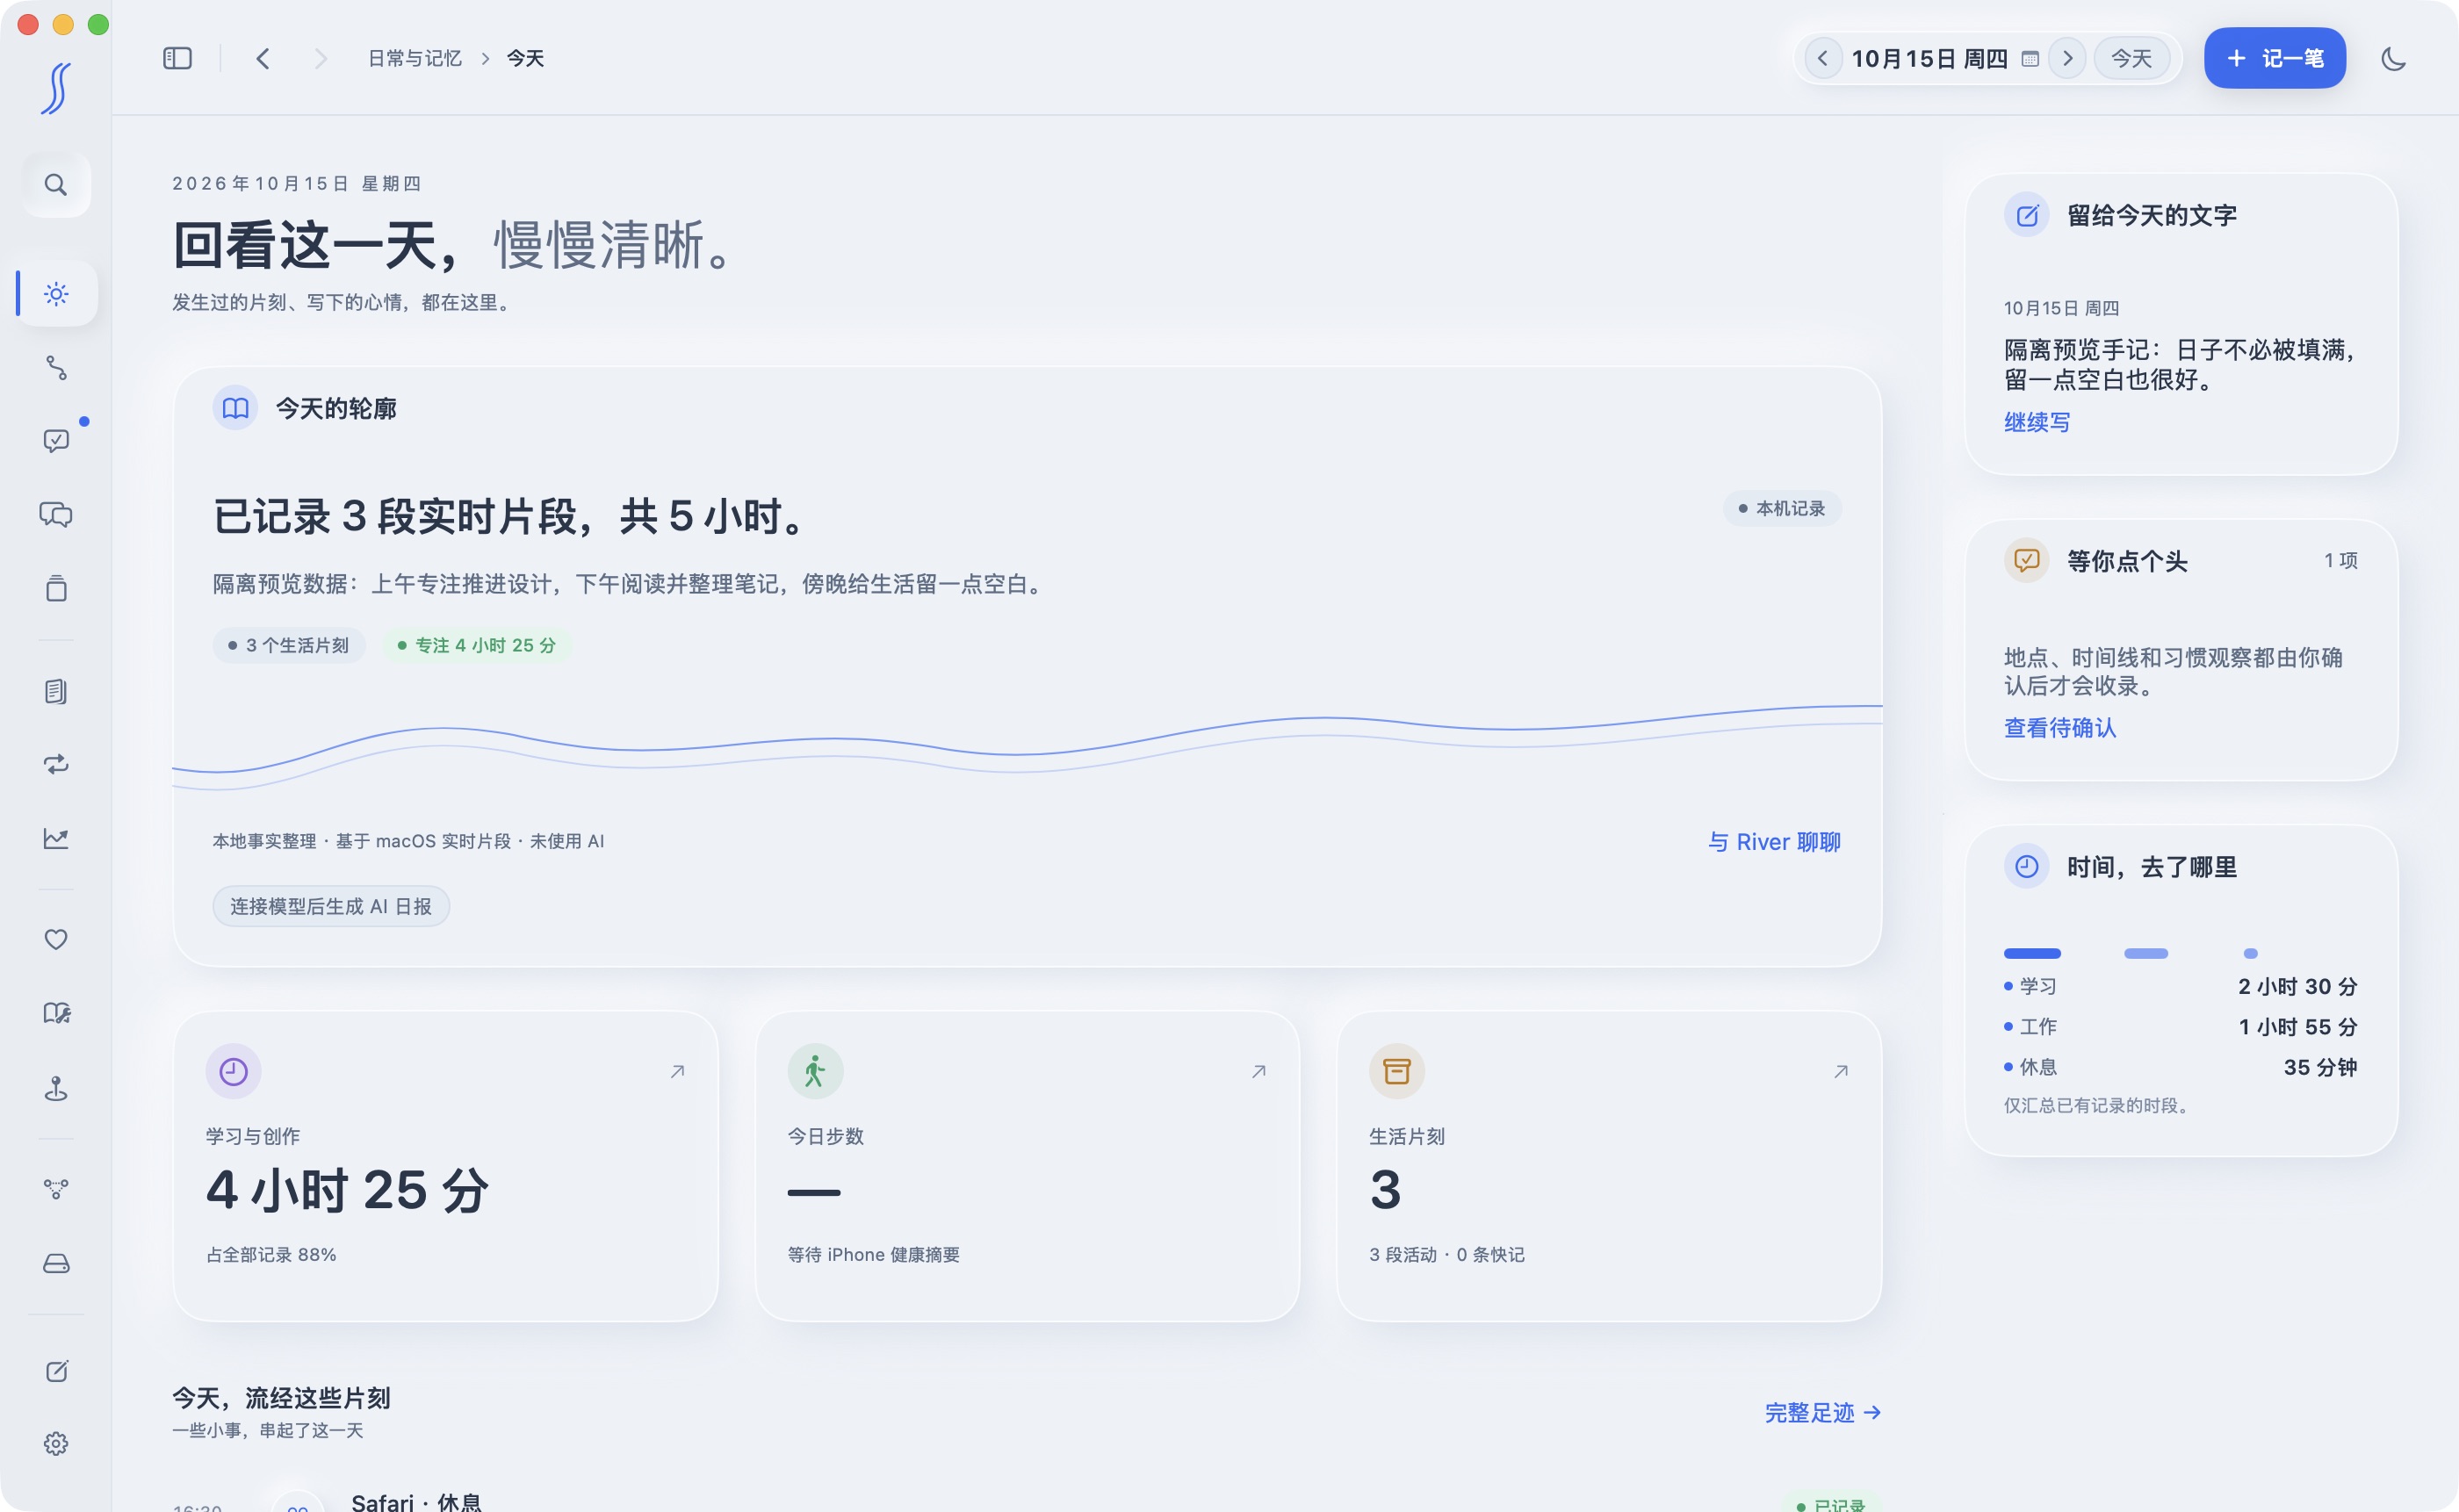 日常与记忆 > 今天
10月15日 周四
今天
+ 记一笔
2026年10月15日 星期四
回看这一天，慢慢清晰。
发生过的片刻、写下的心情，都在这里。
今天的轮廓
已记录 3 段实时片段，共 5 小时。
本机记录
隔离预览数据：上午专注推进设计，下午阅读并整理笔记，傍晚给生活留一点空白。
3 个生活片刻
专注 4 小时 25 分
本地事实整理 · 基于 macOS 实时片段 · 未使用 AI
与 River 聊聊
连接模型后生成 AI 日报
学习与创作
4 小时 25 分
占全部记录 88%
今日步数
—
等待 iPhone 健康摘要
生活片刻
3
3 段活动 · 0 条快记
今天，流经这些片刻
一些小事，串起了这一天
完整足迹 →
16:30
Safari · 休息
已记录
留给今天的文字
10月15日 周四
隔离预览手记：日子不必被填满，
留一点空白也很好。
继续写
等你点个头
1 项
地点、时间线和习惯观察都由你确
认后才会收录。
查看待确认
时间，去了哪里
学习 2 小时 30 分
工作 1 小时 55 分
休息 35 分钟
仅汇总已有记录的时段。